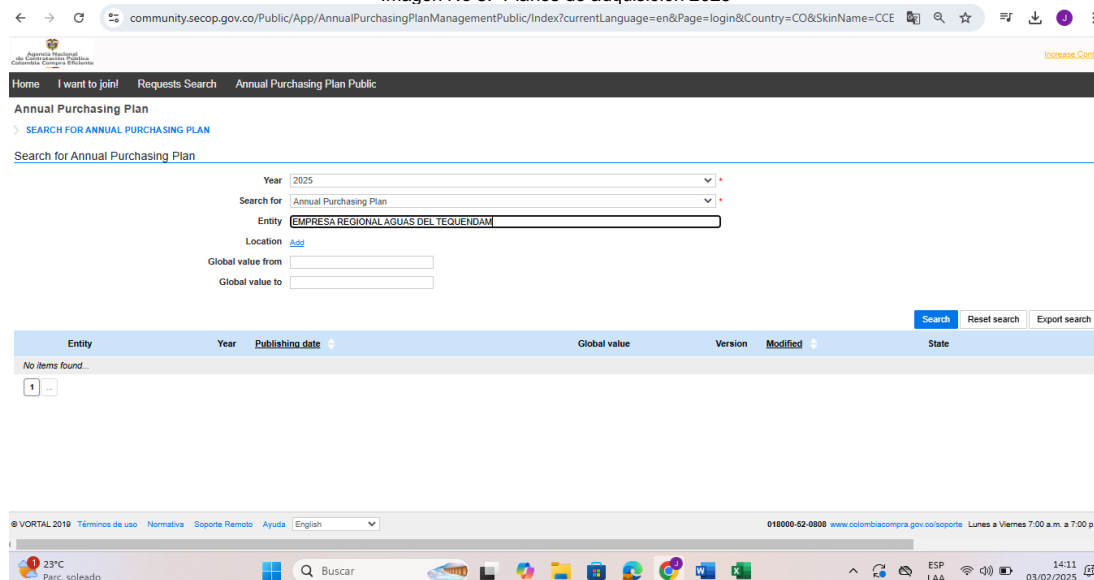 community.secop.gov.co/Public/App/AnnualPurchasingPlanManagementPublic/Index?currentLanguage=en&Page=login&Country=CO&SkinName=CCE
J
Agencia Nacional
de Contratación Pública
Colombia Compra Eficiente
Increase Cont
Home I want to join! Requests Search Annual Purchasing Plan Public
Annual Purchasing Plan
SEARCH FOR ANNUAL PURCHASING PLAN
Search for Annual Purchasing Plan
Year 2025 *
Search for Annual Purchasing Plan *
Entity EMPRESA REGIONAL AGUAS DEL TEQUENDAM
Location Add
Global value from
Global value to
Search Reset search Export search
Entity Year Publishing date Global value Version Modified State
No items found...
1 ...
© VORTAL 2019 Términos de uso Normativa Soporte Remoto Ayuda English 018000-52-0808 www.colombiacompra.gov.co/soporte Lunes a Viernes 7:00 a.m. a 7:00 p
1 23°C Buscar ESP 14:11
Parc. soleado LAA 03/02/2025